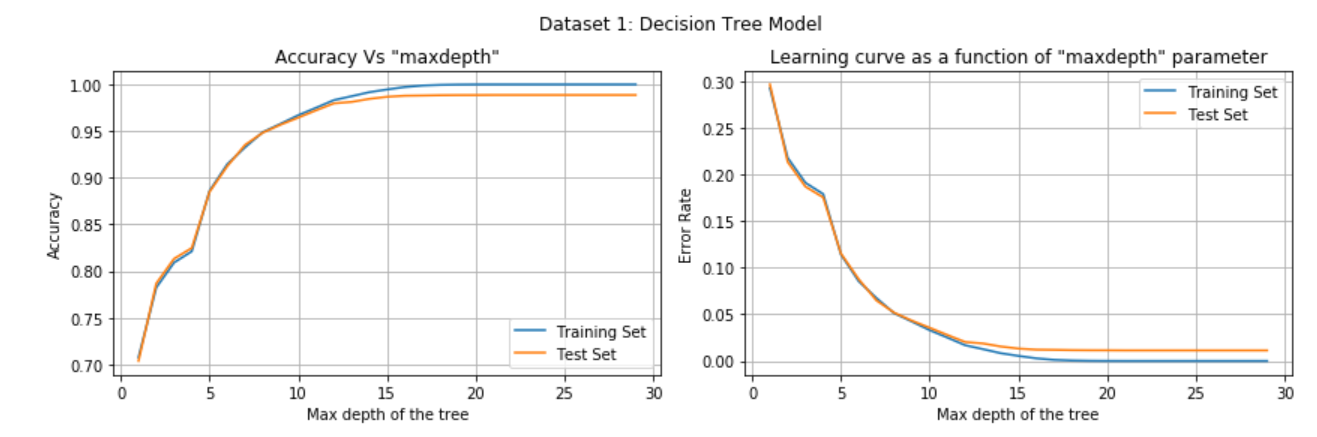 Dataset 1: Decision Tree Model
Accuracy Vs "maxdepth"
1.00
0.95
0.90
0.85
0.80
0.75
0.70
Accuracy
Training Set
Test Set
0 5 10 15 20 25 30
Max depth of the tree
Learning curve as a function of "maxdepth" parameter
0.30
0.25
0.20
0.15
0.10
0.05
0.00
Error Rate
Training Set
Test Set
0 5 10 15 20 25 30
Max depth of the tree